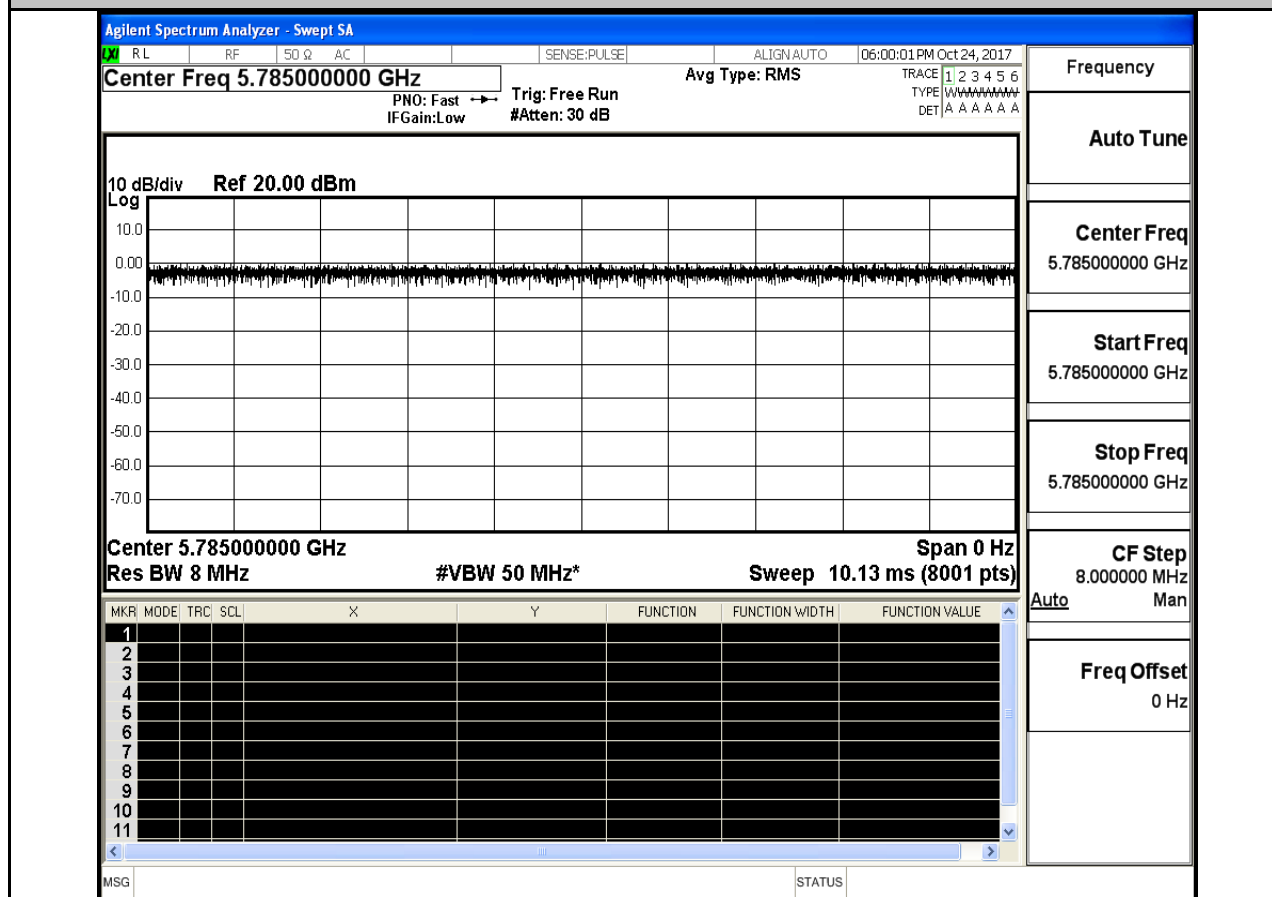 Agilent Spectrum Analyzer - Swept SA
LXI RL RF 50 Ω AC SENSE:PULSE ALIGN AUTO 06:00:01 PM Oct 24, 2017
Center Freq 5.785000000 GHz
PNO: Fast
IFGain:Low
Trig: Free Run
#Atten: 30 dB
Avg Type: RMS
TRACE 1 2 3 4 5 6
TYPE
DET A A A A A A
Frequency
Auto Tune
Center Freq
5.785000000 GHz
Start Freq
5.785000000 GHz
Stop Freq
5.785000000 GHz
CF Step
8.000000 MHz
Auto Man
Freq Offset
0 Hz
10 dB/div Ref 20.00 dBm
Log
10.0
0.00
-10.0
-20.0
-30.0
-40.0
-50.0
-60.0
-70.0
Center 5.785000000 GHz Span 0 Hz
Res BW 8 MHz #VBW 50 MHz* Sweep 10.13 ms (8001 pts)
MKR MODE TRC SCL X Y FUNCTION FUNCTION WIDTH FUNCTION VALUE
1
2
3
4
5
6
7
8
9
10
11
MSG STATUS